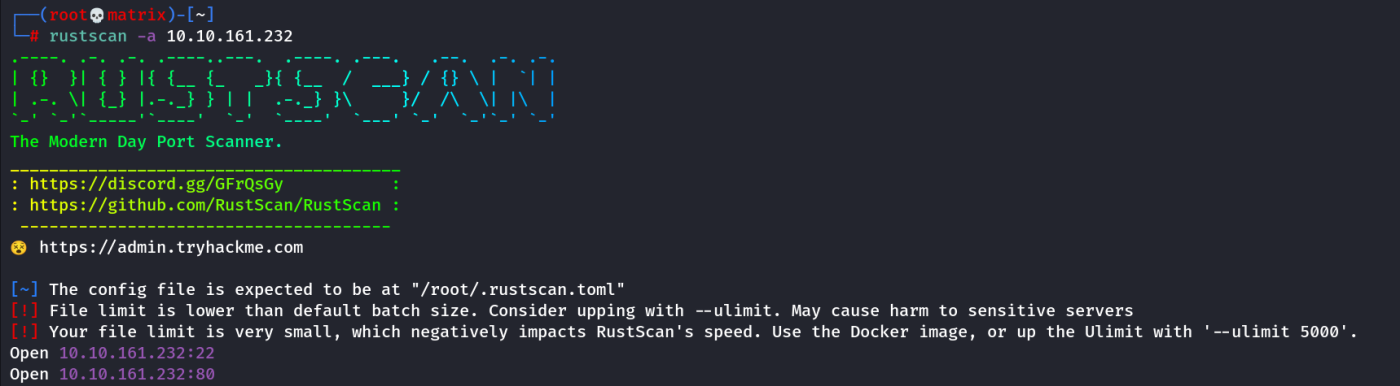 ┌──(root💀matrix)-[~]
└─# rustscan -a 10.10.161.232
.----. .-. .-. .----..---.  .----. .---.   .--.  .-. .-.
| {}  }| { } |{ {__ {_   _}{ {__  /  ___} / {} \ |  `| |
| .-. \| {_} |.-._} } | |  .-._} }\     }/  /\  \| |\  |
`-' `-'`-----'`----'  `-'  `----'  `---' `-'  `-'`-' `-'
The Modern Day Port Scanner.
________________________________________
: https://discord.gg/GFrQsGy           :
: https://github.com/RustScan/RustScan :
 --------------------------------------
😵 https://admin.tryhackme.com
[~] The config file is expected to be at "/root/.rustscan.toml"
[!] File limit is lower than default batch size. Consider upping with --ulimit. May cause harm to sensitive servers
[!] Your file limit is very small, which negatively impacts RustScan's speed. Use the Docker image, or up the Ulimit with '--ulimit 5000'.
Open 10.10.161.232:22
Open 10.10.161.232:80